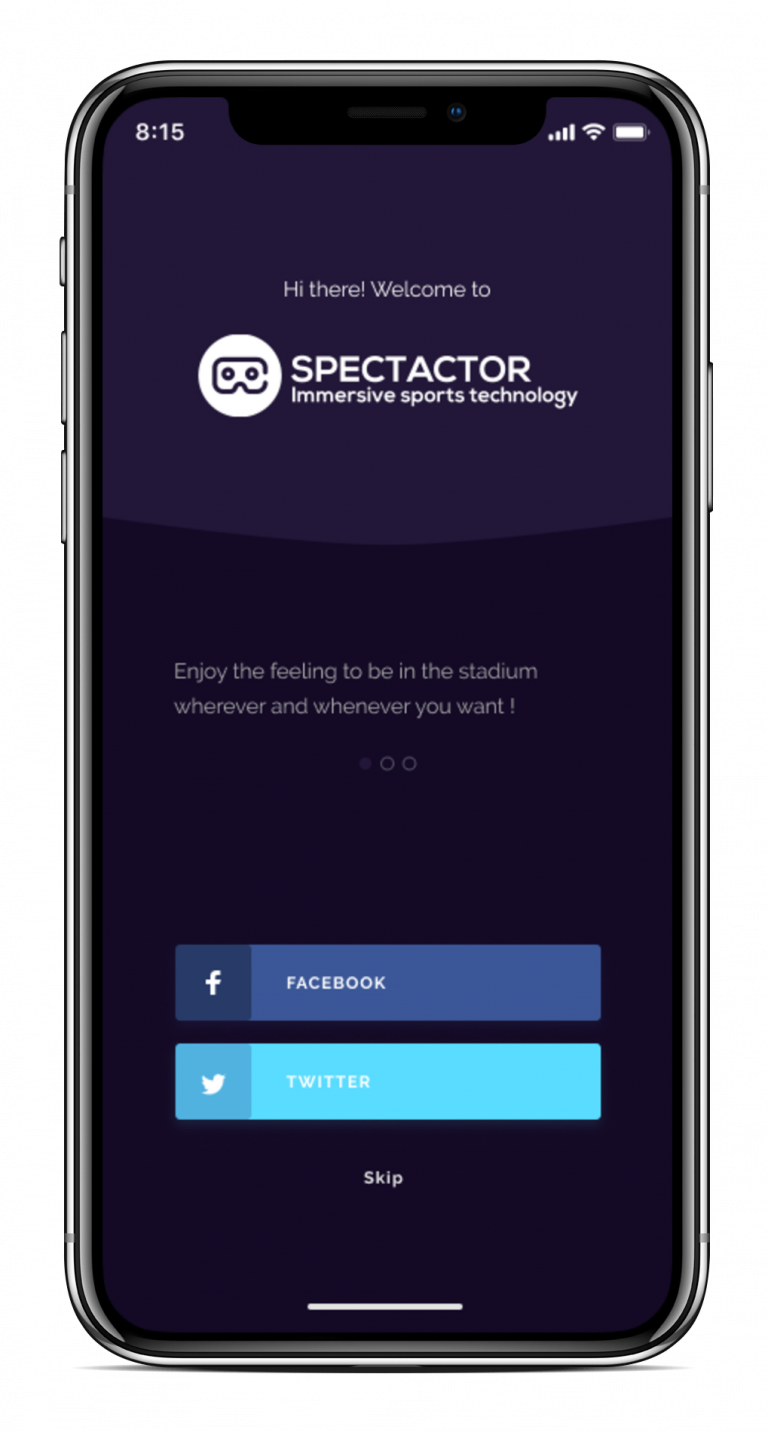 8:15
Hi there! Welcome to
SPECTACTOR
Immersive sports technology
Enjoy the feeling to be in the stadium
wherever and whenever you want !
FACEBOOK
TWITTER
Skip